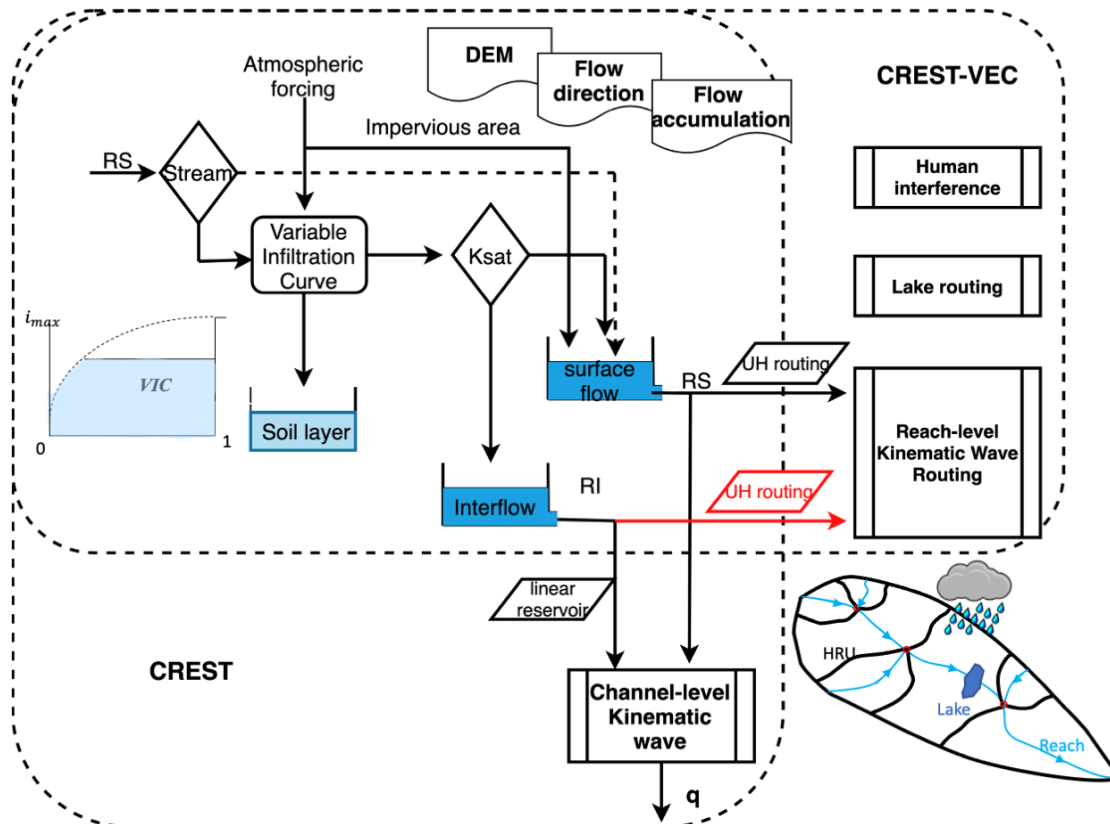 DEM
Flow
direction
Flow
accumulation
CREST-VEC
Atmospheric
forcing
Impervious area
RS
Stream
Human
interference
Variable
Infiltration
Curve
Ksat
Lake routing
imax
VIC
0
1
Soil layer
surface
flow
RS
UH routing
Reach-level
Kinematic Wave
Routing
Interflow
RI
UH routing
linear
reservoir
CREST
Channel-level
Kinematic
wave
q
HRU
Lake
Reach